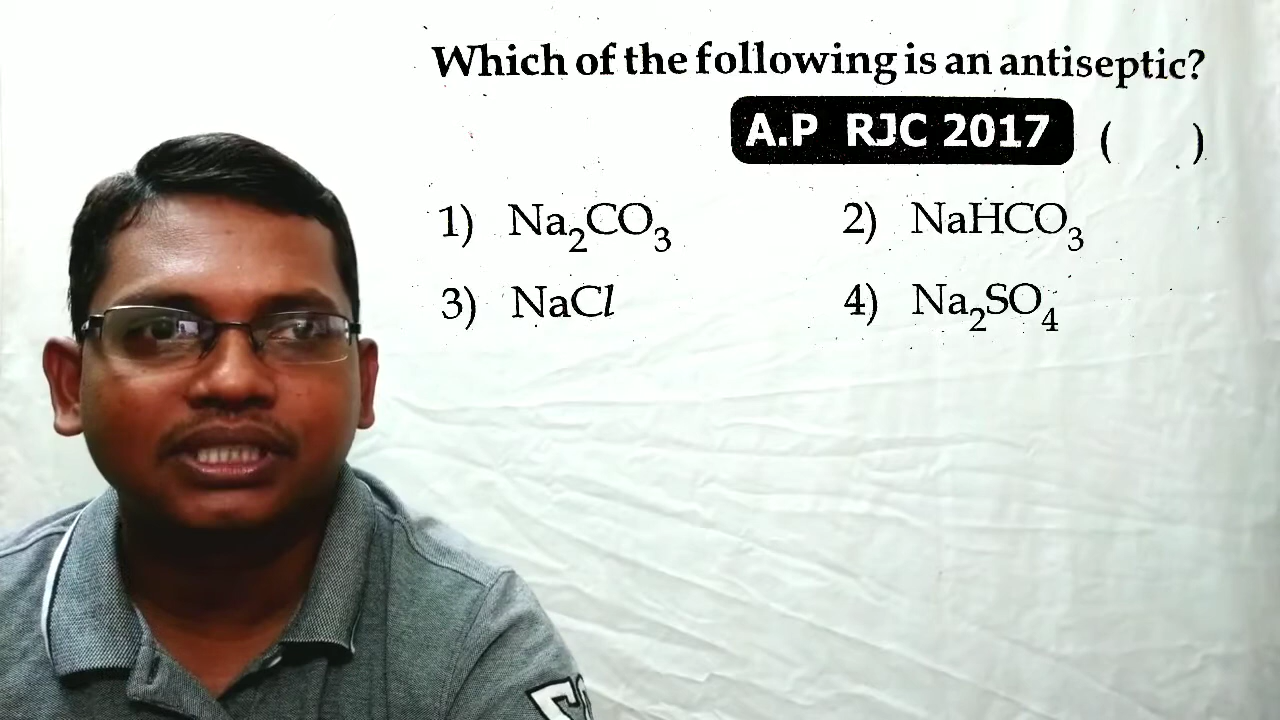 Which of the following is an antiseptic?
A.P RJC 2017 ( )
1) Na₂CO₃ 2) NaHCO₃
3) NaCl 4) Na₂SO₄